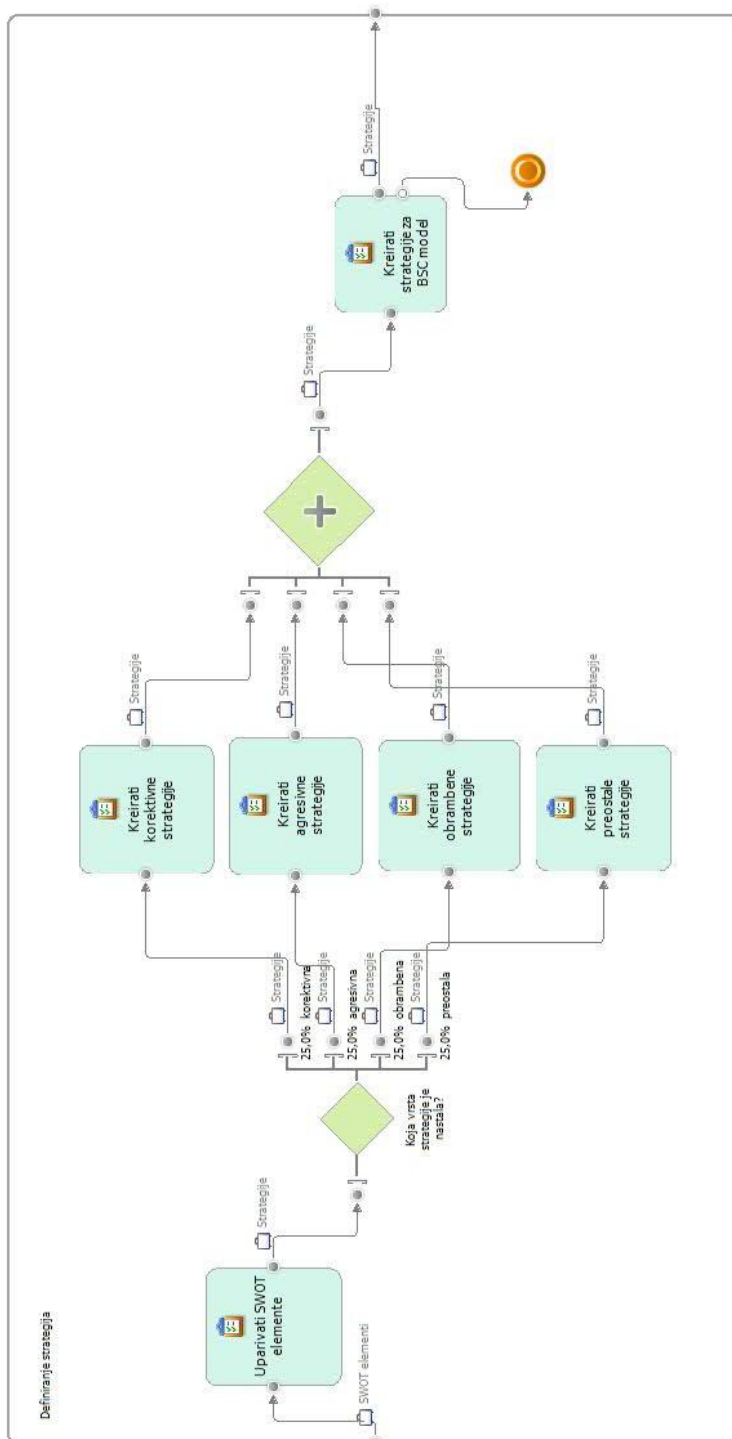 Definiranje strategija
SWOT elementi
Uparivati SWOT
elemente
Strategije
Koja vrsta
strategije je
nastala?
Strategije
25,0% korektivna
Strategije
25,0% agresivna
Strategije
25,0% obrambena
Strategije
25,0% preostala
Kreirati
korektivne
strategije
Strategije
Kreirati
agresivne
strategije
Strategije
Kreirati
obrambene
strategije
Strategije
Kreirati
preostale
strategije
Strategije
Strategije
Kreirati
strategije za
BSC model
Strategije